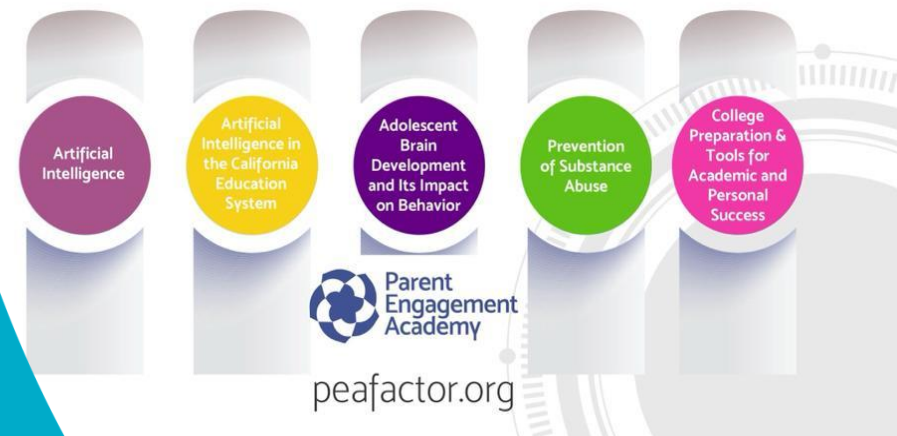 Artificial
Intelligence
Artificial
Intelligence in
the California
Education
System
Adolescent
Brain
Development
and Its Impact
on Behavior
Prevention
of Substance
Abuse
College
Preparation &
Tools for
Academic and
Personal
Success
Parent
Engagement
Academy
peafactor.org